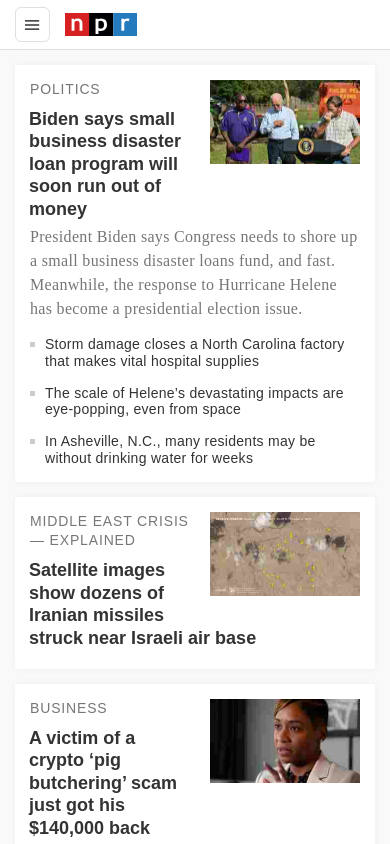 npr
POLITICS
Biden says small
business disaster
loan program will
soon run out of
money
President Biden says Congress needs to shore up
a small business disaster loans fund, and fast.
Meanwhile, the response to Hurricane Helene
has become a presidential election issue.
Storm damage closes a North Carolina factory
that makes vital hospital supplies
The scale of Helene’s devastating impacts are
eye-popping, even from space
In Asheville, N.C., many residents may be
without drinking water for weeks
MIDDLE EAST CRISIS
— EXPLAINED
Satellite images
show dozens of
Iranian missiles
struck near Israeli air base
BUSINESS
A victim of a
crypto ‘pig
butchering’ scam
just got his
$140,000 back